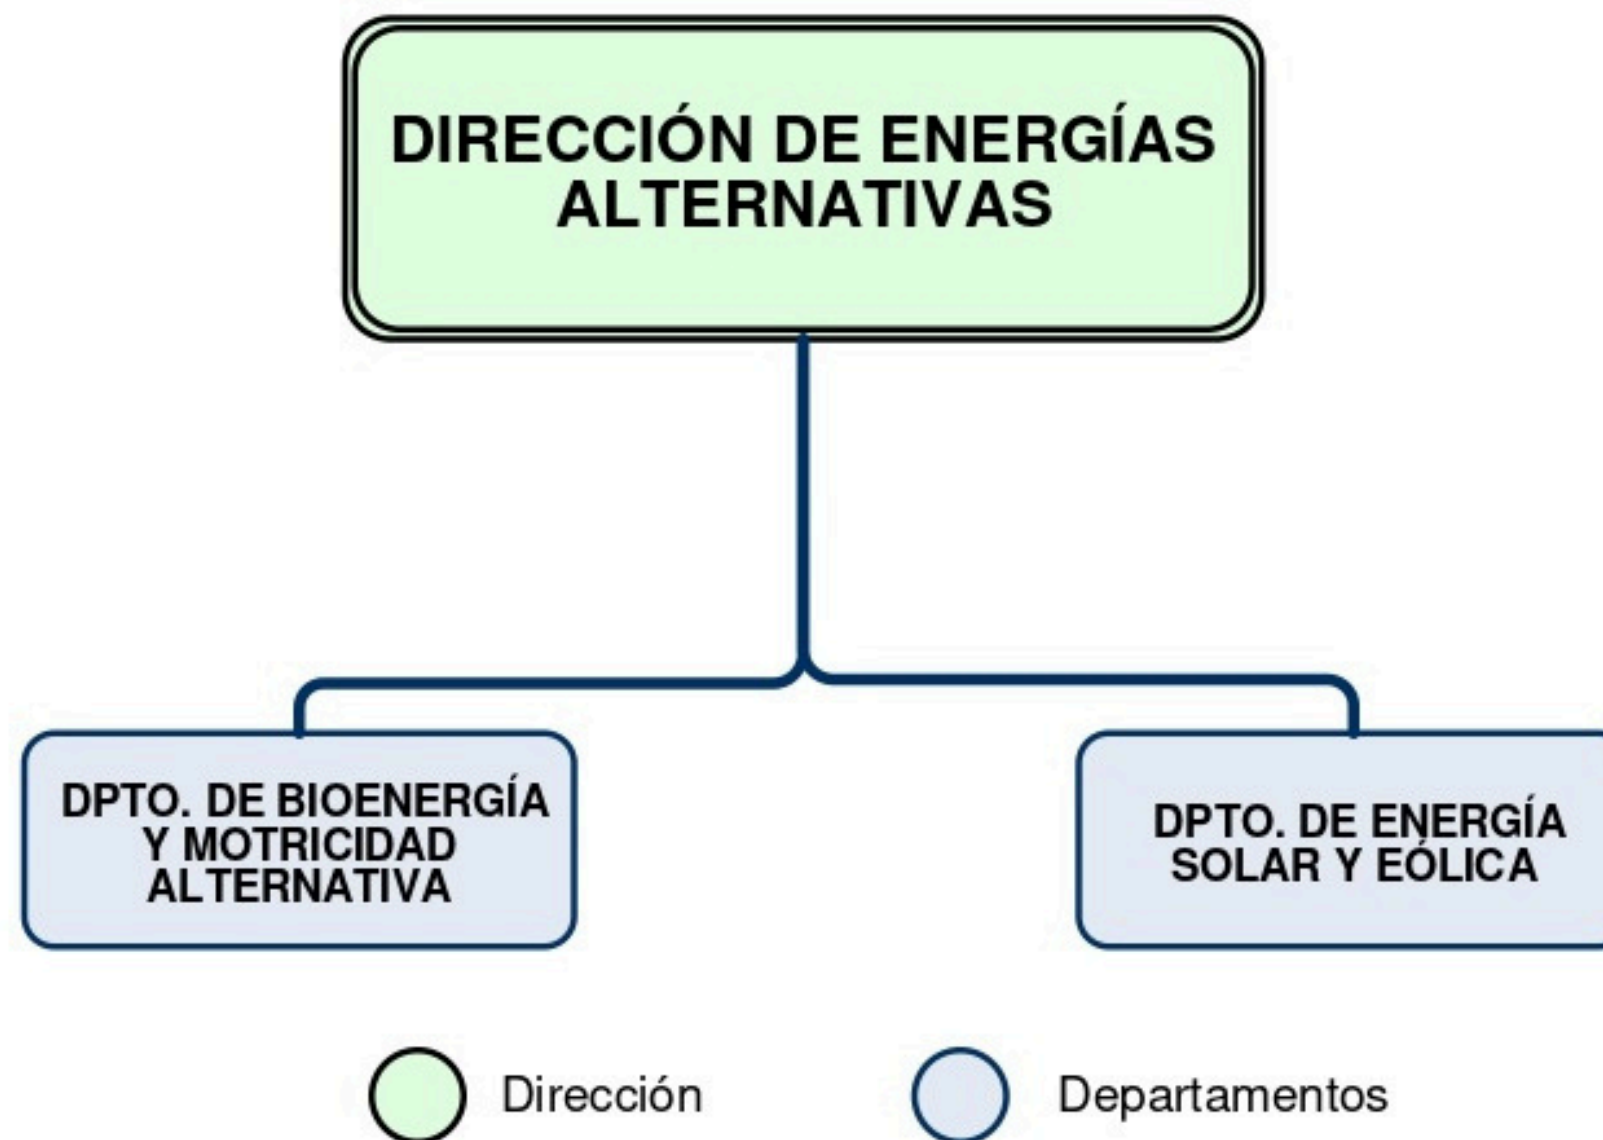 DIRECCIÓN DE ENERGÍAS
ALTERNATIVAS
DPTO. DE BIOENERGÍA
Y MOTRICIDAD
ALTERNATIVA
DPTO. DE ENERGÍA
SOLAR Y EÓLICA
Dirección
Departamentos